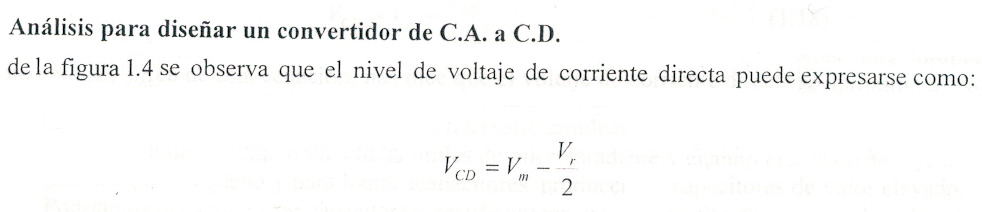 Análisis para diseñar un convertidor de C.A. a C.D.
de la figura 1.4 se observa que el nivel de voltaje de corriente directa puede expresarse como:
V_CD = V_m − V_r/2